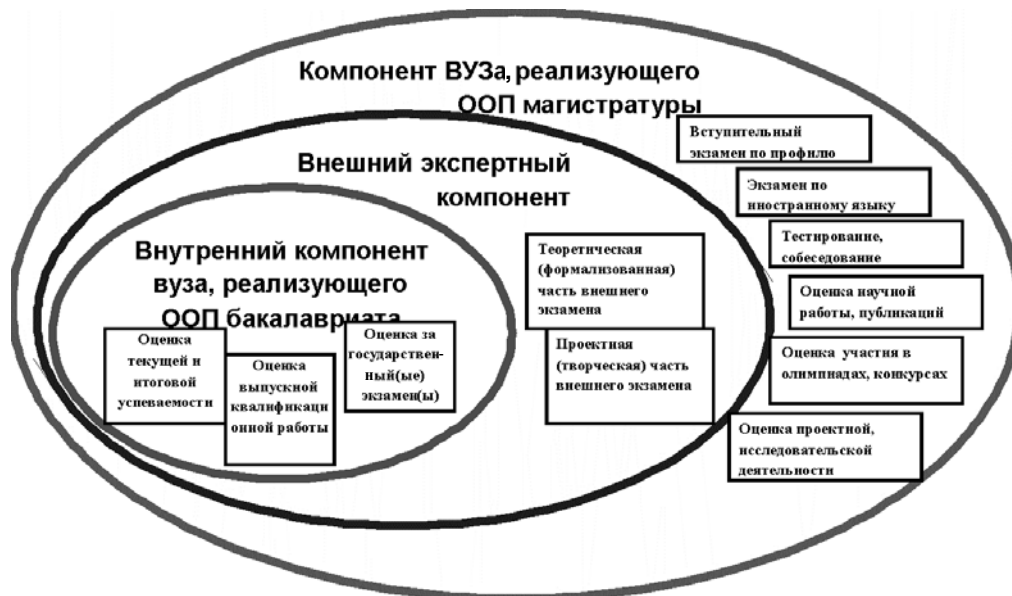 Компонент ВУЗа, реализующего
ООП магистратуры
Внешний экспертный
компонент
Внутренний компонент
вуза, реализующего
ООП бакалавриата
Оценка
текущей и
итоговой
успеваемости
Оценка
выпускной
квалификаци
онной работы
Оценка за
государствен-
ный(ые)
экзамен(ы)
Теоретическая
(формализованная)
часть внешнего
экзамена
Проектная
(творческая) часть
внешнего экзамена
Вступительный
экзамен по профилю
Экзамен по
иностранному языку
Тестирование,
собеседование
Оценка научной
работы, публикаций
Оценка участия в
олимпиадах, конкурсах
Оценка проектной,
исследовательской
деятельности